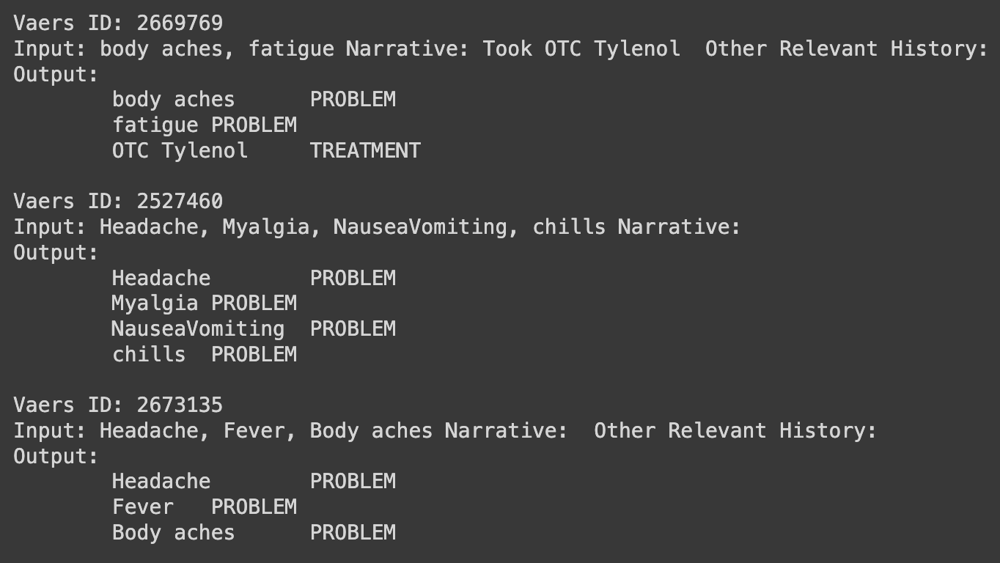 Vaers ID: 2669769
Input: body aches, fatigue Narrative: Took OTC Tylenol  Other Relevant History:
Output:
body aches PROBLEM
fatigue PROBLEM
OTC Tylenol TREATMENT
Vaers ID: 2527460
Input: Headache, Myalgia, NauseaVomiting, chills Narrative:
Output:
Headache PROBLEM
Myalgia PROBLEM
NauseaVomiting PROBLEM
chills PROBLEM
Vaers ID: 2673135
Input: Headache, Fever, Body aches Narrative:  Other Relevant History:
Output:
Headache PROBLEM
Fever PROBLEM
Body aches PROBLEM